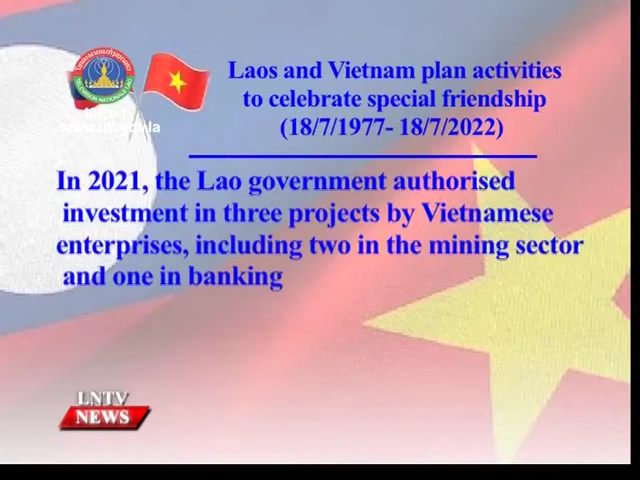 Laos and Vietnam plan activities
to celebrate special friendship
(18/7/1977- 18/7/2022)
In 2021, the Lao government authorised
investment in three projects by Vietnamese
enterprises, including two in the mining sector
and one in banking
LNTV
NEWS